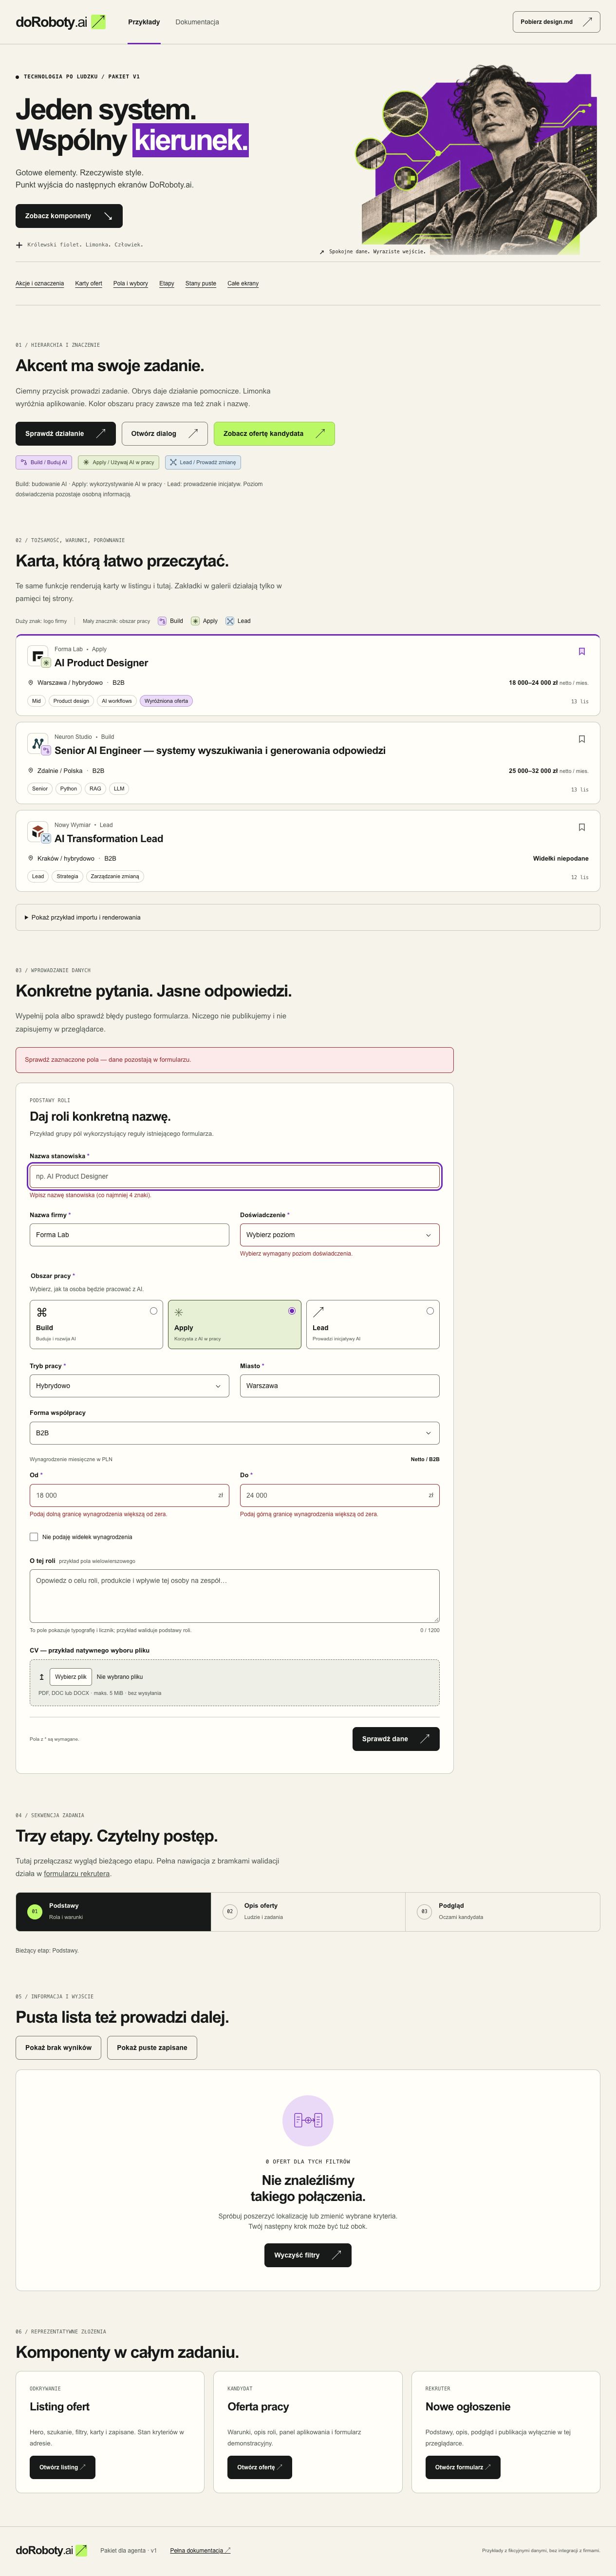 doRoboty.ai
Przykłady
Dokumentacja
Pobierz design.md
TECHNOLOGIA PO LUDZKU / PAKIET V1
Jeden system.
Wspólny kierunek.
Gotowe elementy. Rzeczywiste style.
Punkt wyjścia do następnych ekranów DoRoboty.ai.
Zobacz komponenty
Królewski fiolet. Limonka. Człowiek.
Spokojne dane. Wyraziste wejście.
Akcje i oznaczenia
Karty ofert
Pola i wybory
Etapy
Stany puste
Całe ekrany
01 / HIERARCHIA I ZNACZENIE
Akcent ma swoje zadanie.
Ciemny przycisk prowadzi zadanie. Obrys daje działanie pomocnicze. Limonka
wyróżnia aplikowanie. Kolor obszaru pracy zawsze ma też znak i nazwę.
Sprawdź działanie
Otwórz dialog
Zobacz ofertę kandydata
Build / Buduj AI
Apply / Używaj AI w pracy
Lead / Prowadź zmianę
Build: budowanie AI · Apply: wykorzystywanie AI w pracy · Lead: prowadzenie inicjatyw. Poziom
doświadczenia pozostaje osobną informacją.
02 / TOŻSAMOŚĆ, WARUNKI, PORÓWNANIE
Karta, którą łatwo przeczytać.
Te same funkcje renderują karty w listingu i tutaj. Zakładki w galerii działają tylko w
pamięci tej strony.
Duży znak: logo firmy
Mały znacznik: obszar pracy
Build
Apply
Lead
Forma Lab • Apply
AI Product Designer
Warszawa / hybrydowo · B2B
18 000–24 000 zł netto / mies.
Mid
Product design
AI workflows
Wyróżniona oferta
13 lis
Neuron Studio • Build
Senior AI Engineer — systemy wyszukiwania i generowania odpowiedzi
Zdalnie / Polska · B2B
25 000–32 000 zł netto / mies.
Senior
Python
RAG
LLM
13 lis
Nowy Wymiar • Lead
AI Transformation Lead
Kraków / hybrydowo · B2B
Widełki niepodane
Lead
Strategia
Zarządzanie zmianą
12 lis
Pokaż przykład importu i renderowania
03 / WPROWADZANIE DANYCH
Konkretne pytania. Jasne odpowiedzi.
Wypełnij pola albo sprawdź błędy pustego formularza. Niczego nie publikujemy i nie
zapisujemy w przeglądarce.
Sprawdź zaznaczone pola — dane pozostają w formularzu.
PODSTAWY ROLI
Daj roli konkretną nazwę.
Przykład grupy pól wykorzystujący reguły istniejącego formularza.
Nazwa stanowiska *
np. AI Product Designer
Wpisz nazwę stanowiska (co najmniej 4 znaki).
Nazwa firmy *
Doświadczenie *
Forma Lab
Wybierz poziom
Wybierz wymagany poziom doświadczenia.
Obszar pracy *
Wybierz, jak ta osoba będzie pracować z AI.
Build
Buduje i rozwija AI
Apply
Korzysta z AI w pracy
Lead
Prowadzi inicjatywy AI
Tryb pracy *
Miasto *
Hybrydowo
Warszawa
Forma współpracy
B2B
Wynagrodzenie miesięczne w PLN
Netto / B2B
Od *
Do *
18 000
zł
24 000
zł
Podaj dolną granicę wynagrodzenia większą od zera.
Podaj górną granicę wynagrodzenia większą od zera.
Nie podaję widełek wynagrodzenia
O tej roli przykład pola wielowierszowego
Opowiedz o celu roli, produkcie i wpływie tej osoby na zespół…
To pole pokazuje typografię i licznik; przykład waliduje podstawy roli.
0 / 1200
CV — przykład natywnego wyboru pliku
Wybierz plik
Nie wybrano pliku
PDF, DOC lub DOCX · maks. 5 MiB · bez wysyłania
Pola z * są wymagane.
Sprawdź dane
04 / SEKWENCJA ZADANIA
Trzy etapy. Czytelny postęp.
Tutaj przełączasz wygląd bieżącego etapu. Pełna nawigacja z bramkami walidacji
działa w formularzu rekrutera.
01
Podstawy
Rola i warunki
02
Opis oferty
Ludzie i zadania
03
Podgląd
Oczami kandydata
Bieżący etap: Podstawy.
05 / INFORMACJA I WYJŚCIE
Pusta lista też prowadzi dalej.
Pokaż brak wyników
Pokaż puste zapisane
0 OFERT DLA TYCH FILTRÓW
Nie znaleźliśmy
takiego połączenia.
Spróbuj poszerzyć lokalizację lub zmienić wybrane kryteria.
Twój następny krok może być tuż obok.
Wyczyść filtry
06 / REPREZENTATYWNE ZŁOŻENIA
Komponenty w całym zadaniu.
ODKRYWANIE
Listing ofert
Hero, szukanie, filtry, karty i zapisane. Stan kryteriów w
adresie.
Otwórz listing
KANDYDAT
Oferta pracy
Warunki, opis roli, panel aplikowania i formularz
demonstracyjny.
Otwórz ofertę
REKRUTER
Nowe ogłoszenie
Podstawy, opis, podgląd i publikacja wyłącznie w tej
przeglądarce.
Otwórz formularz
doRoboty.ai
Pakiet dla agenta · v1
Pełna dokumentacja
Przykłady z fikcyjnymi danymi, bez integracji z firmami.